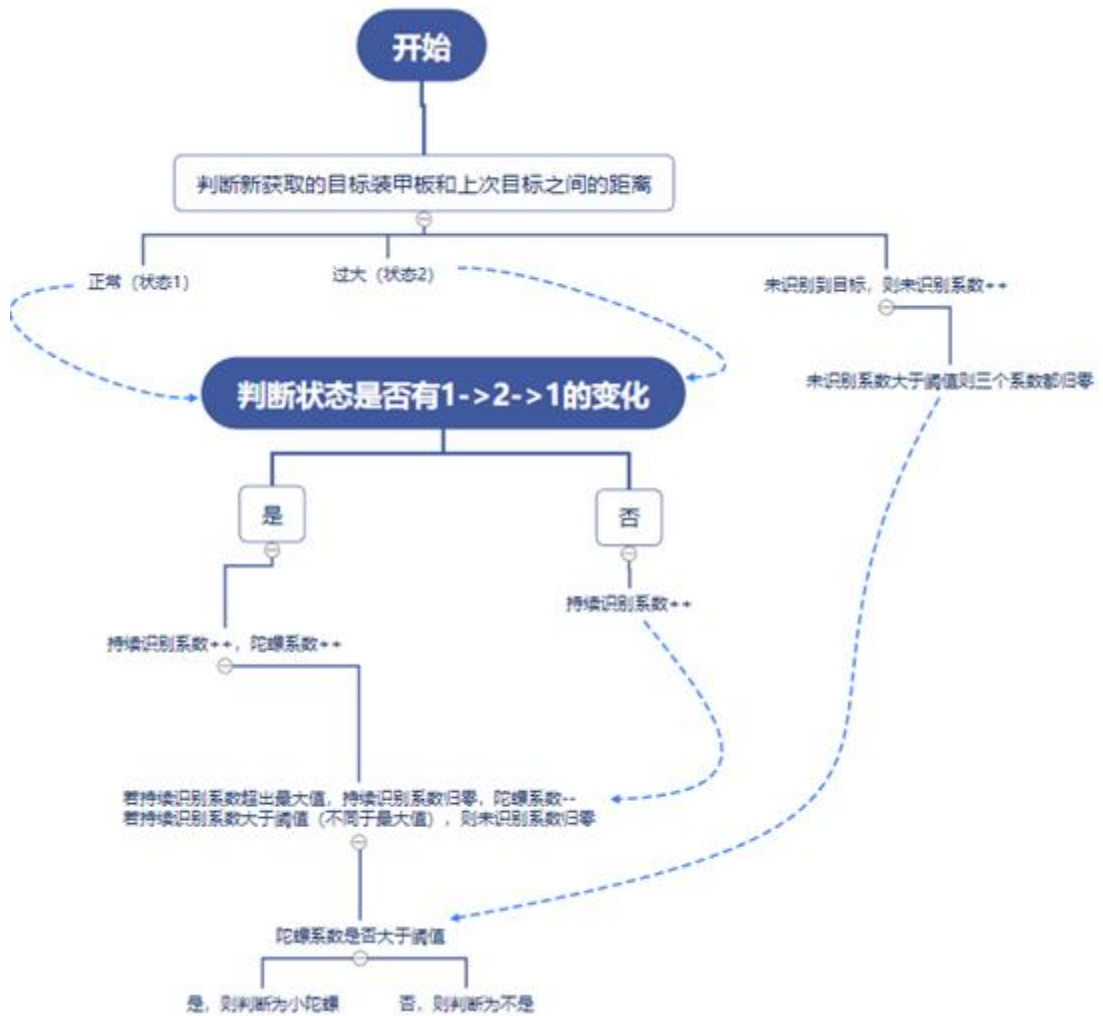 开始
判断新获取的目标装甲板和上次目标之间的距离
正常（状态1）
过大（状态2）
未识别到目标，则未识别系数++
未识别系数大于阈值则三个系数都归零
判断状态是否有1->2->1的变化
是
否
持续识别系数++
持续识别系数++，陀螺系数++
若持续识别系数超出最大值，持续识别系数归零，陀螺系数--
若持续识别系数大于阈值（不同于最大值），则未识别系数归零
陀螺系数是否大于阈值
是，则判断为小陀螺
否，则判断为不是